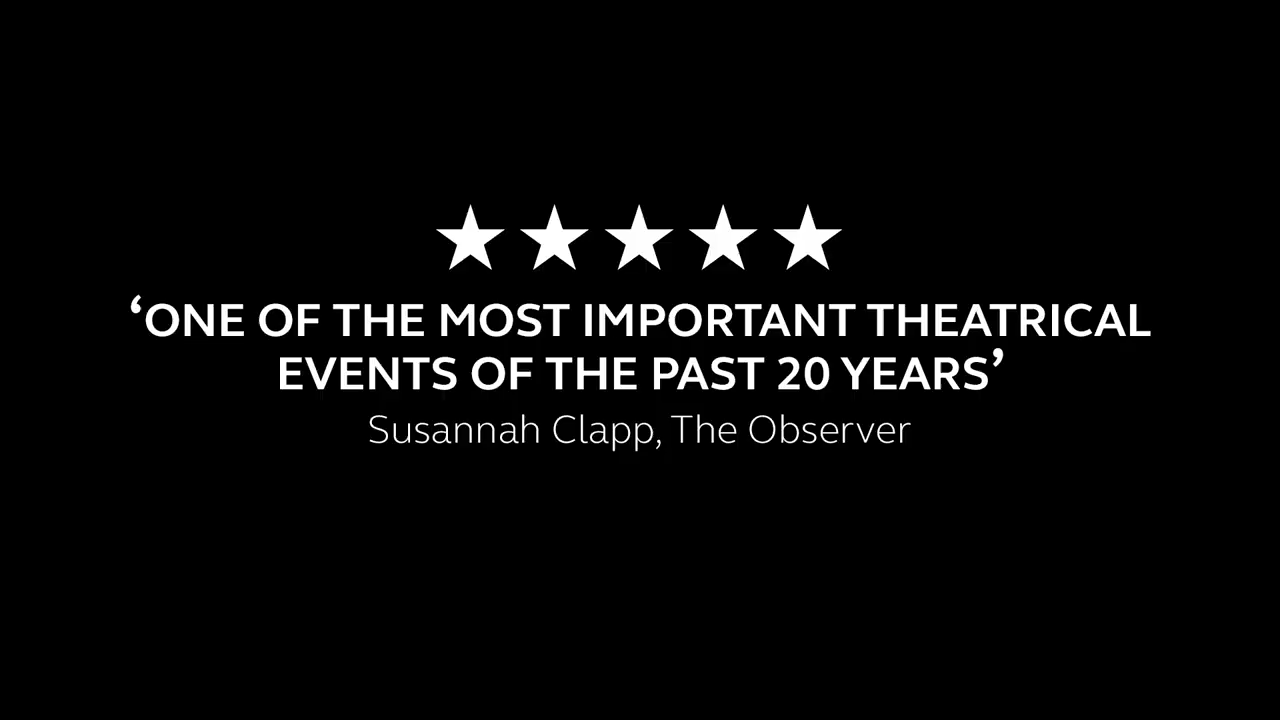 ‘ONE OF THE MOST IMPORTANT THEATRICAL
EVENTS OF THE PAST 20 YEARS’
Susannah Clapp, The Observer